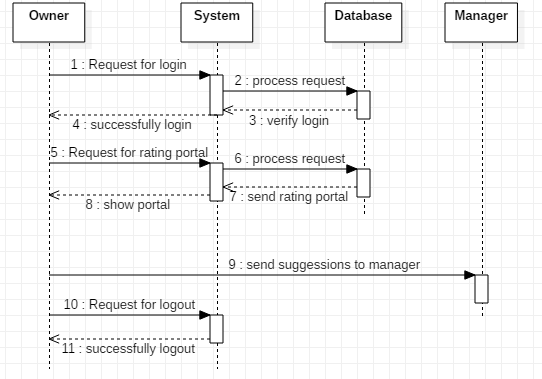 Owner
System
Database
Manager
1 : Request for login
2 : process request
3 : verify login
4 : successfully login
5 : Request for rating portal
6 : process request
7 : send rating portal
8 : show portal
9 : send suggessions to manager
10 : Request for logout
11 : successfully logout